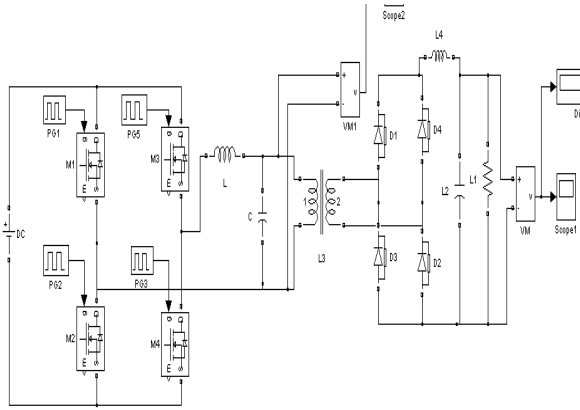 Scope2
L4
PG1
PG5
+
-
v
VM1
M1
M3
g
D
E
S
D1
D4
L
C
1
2
L3
L2
L1
+
-
v
VM
Di
Scope1
+
DC
PG2
PG3
D3
D2
M2
M4
g
D
E
S